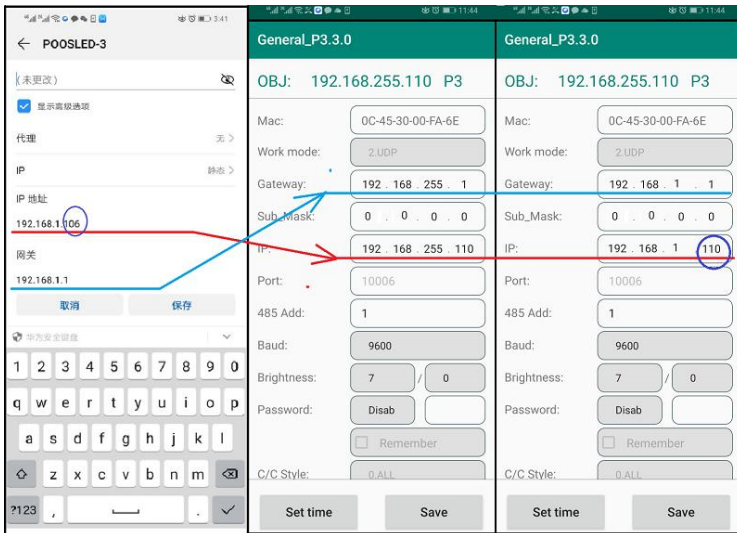 3:41
← POOSLED-3
(未更改)
显示高级选项
代理 无 >
IP 静态 >
IP 地址
192.168.1.106
网关
192.168.1.1
取消 保存
华为安全键盘
1 2 3 4 5 6 7 8 9 0
q w e r t y u i o p
a s d f g h j k l
z x c v b n m
?123 , .
11:44
General_P3.3.0
OBJ: 192.168.255.110 P3
Mac: 0C-45-30-00-FA-6E
Work mode: 2.UDP
Gateway: 192 . 168 . 255 . 1
Sub_Mask: 0 . 0 . 0 . 0
IP: 192 . 168 . 255 . 110
Port: 10006
485 Add: 1
Baud: 9600
Brightness: 7 / 0
Password: Disab
Remember
C/C Style: 0.ALL
Set time Save
11:44
General_P3.3.0
OBJ: 192.168.255.110 P3
Mac: 0C-45-30-00-FA-6E
Work mode: 2.UDP
Gateway: 192 . 168 . 1 . 1
Sub_Mask: 0 . 0 . 0 . 0
IP: 192 . 168 . 1 110
Port: 10006
485 Add: 1
Baud: 9600
Brightness: 7 / 0
Password: Disab
Remember
C/C Style: 0.ALL
Set time Save